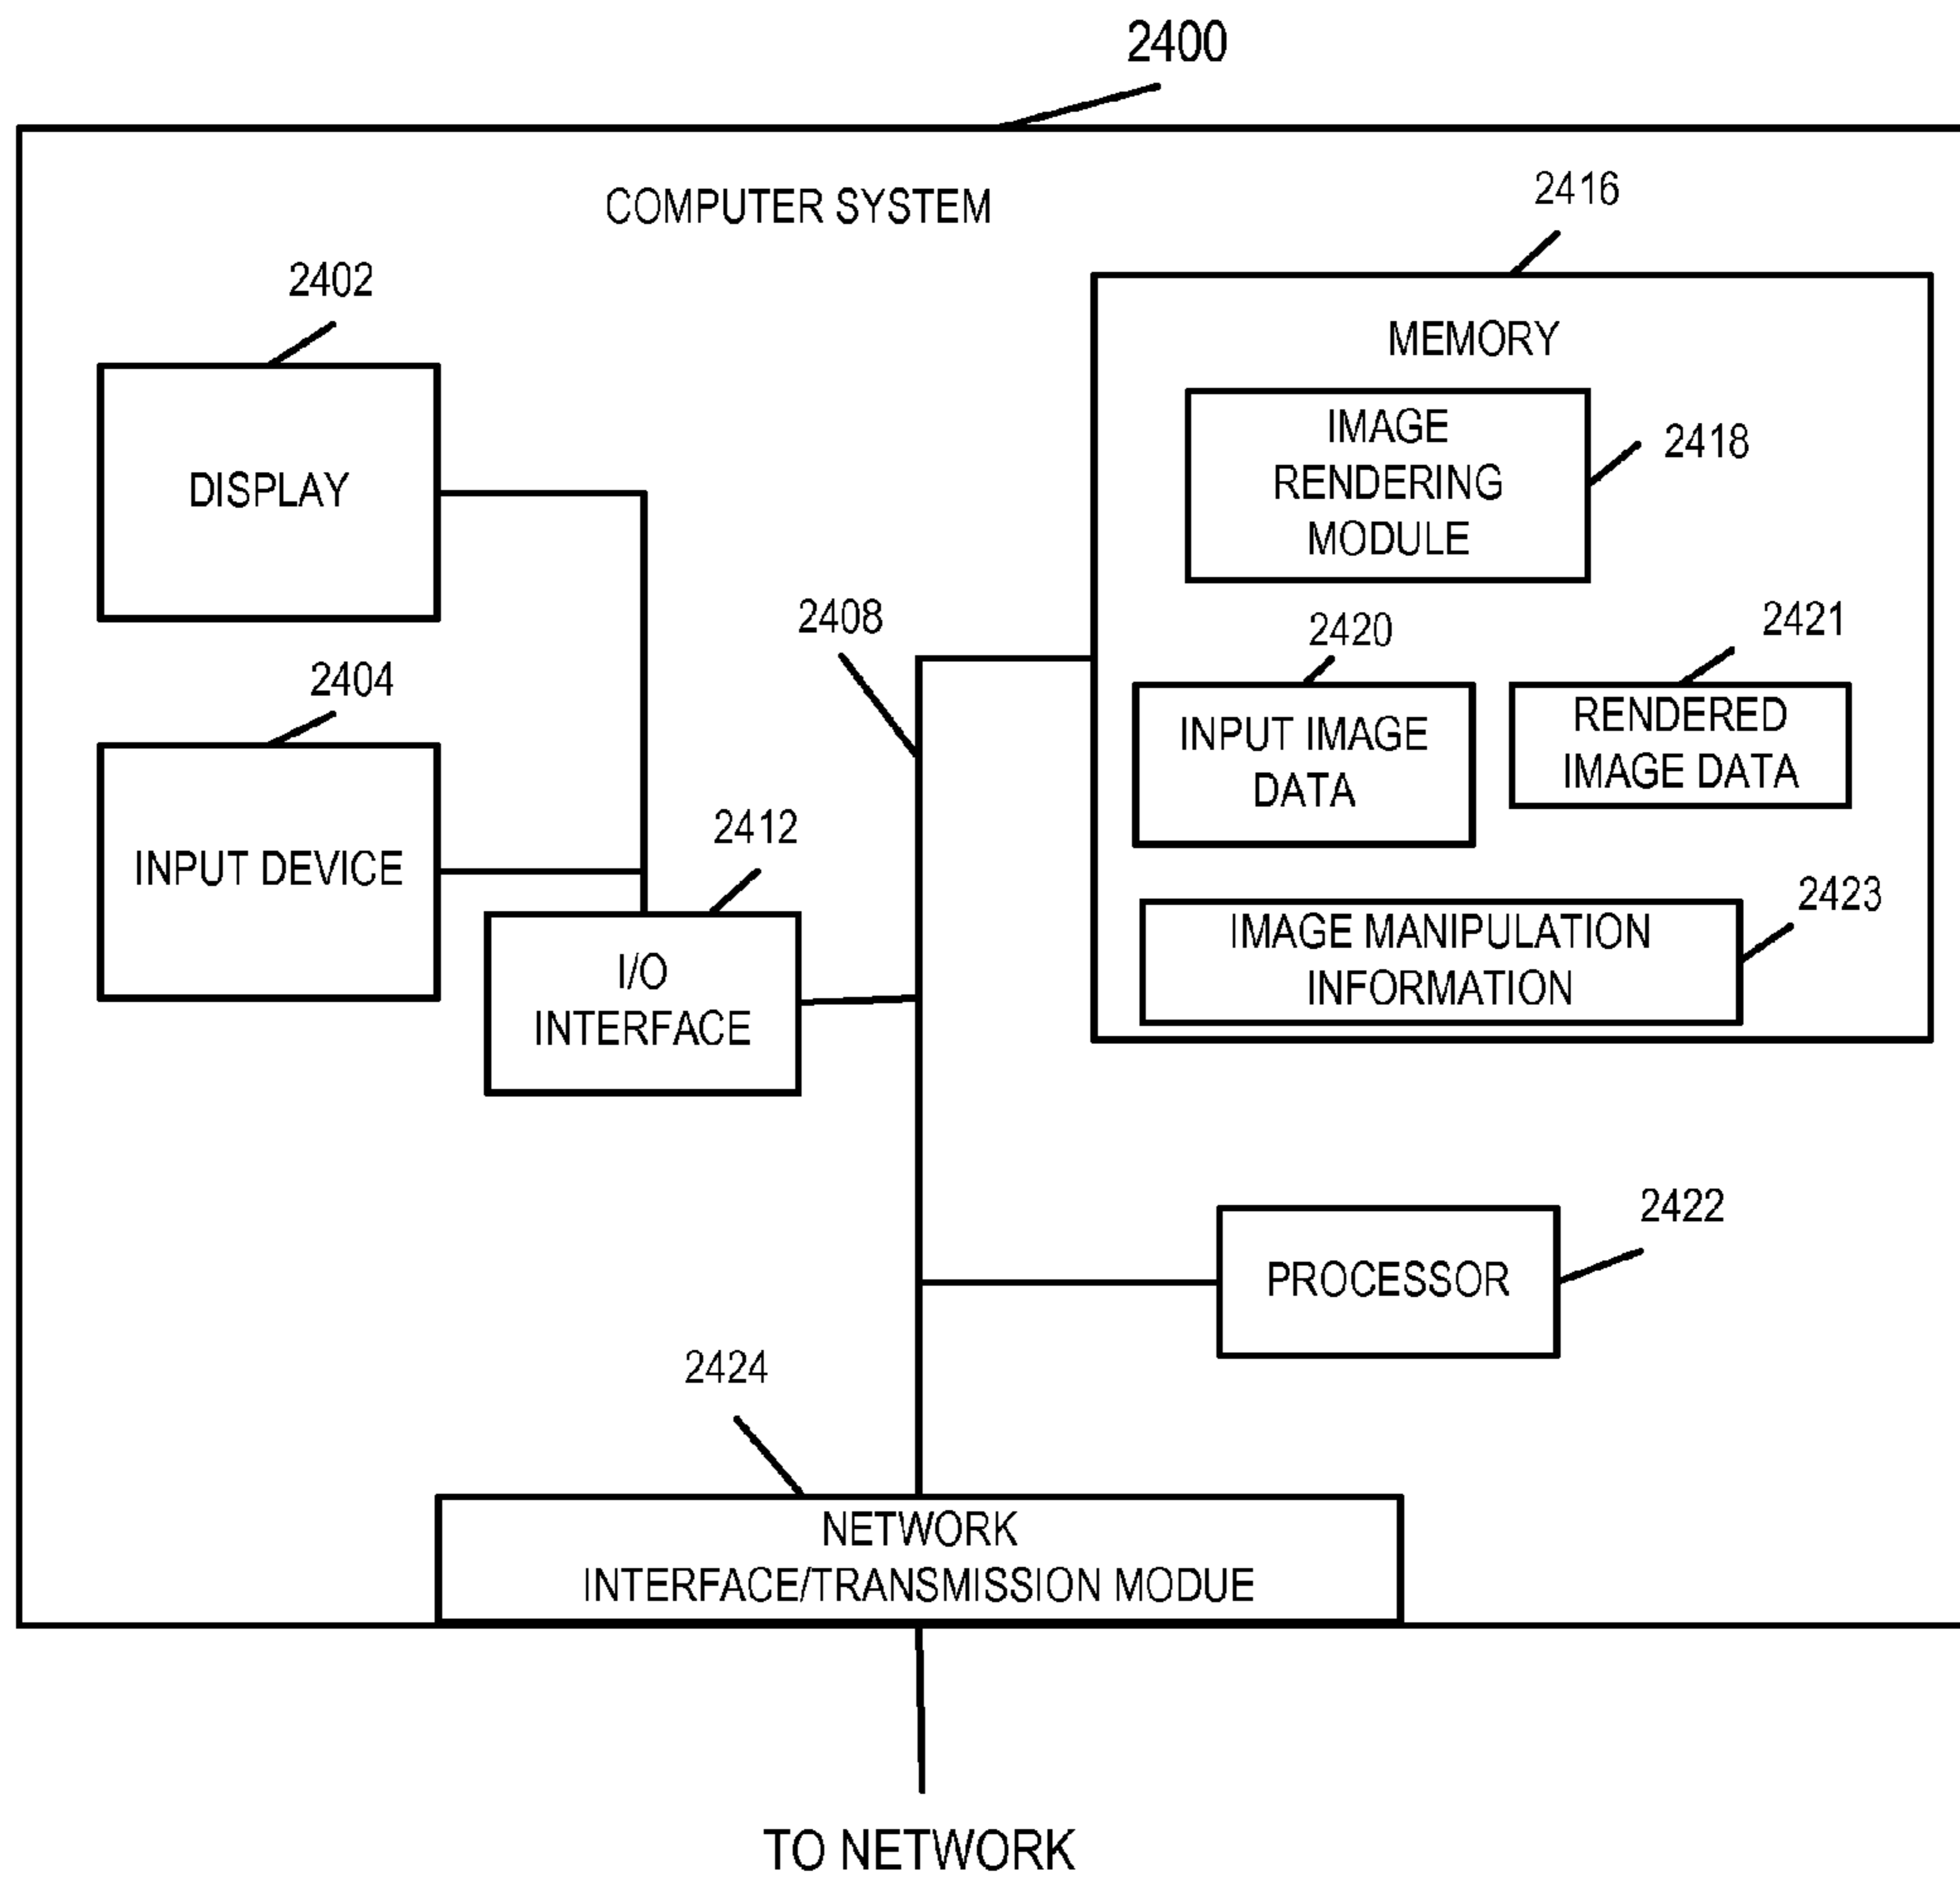 2400
COMPUTER SYSTEM
2416
2402
MEMORY
DISPLAY
IMAGE
RENDERING
MODULE
2418
2408
2420
2421
2404
INPUT IMAGE
DATA
RENDERED
IMAGE DATA
INPUT DEVICE
2412
I/O
INTERFACE
2423
IMAGE MANIPULATION
INFORMATION
2422
PROCESSOR
2424
NETWORK
INTERFACE/TRANSMISSION MODUE
TO NETWORK